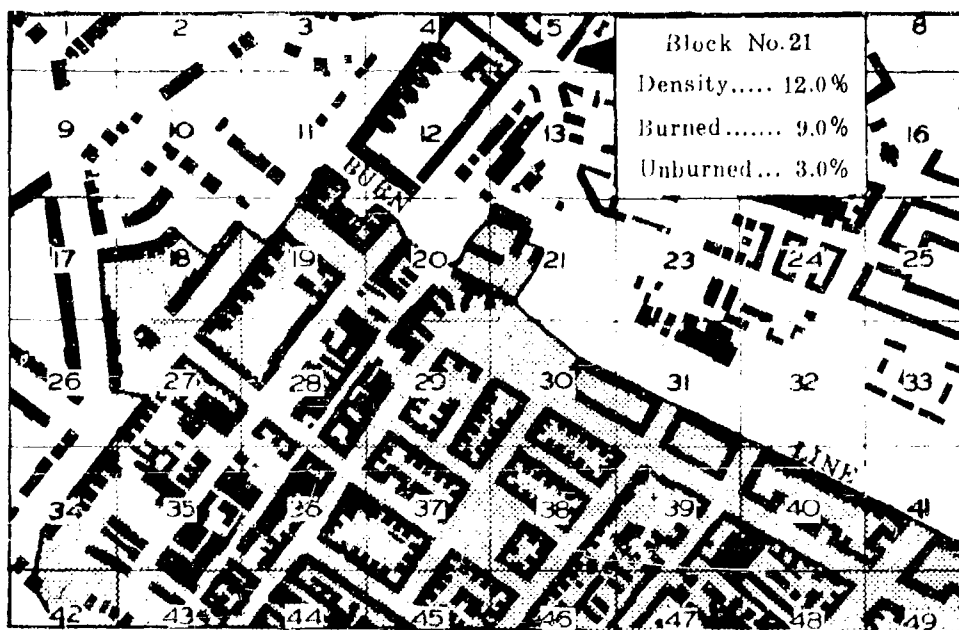 1 2 3 4 5 8
Block No.21
Density..... 12.0%
Burned....... 9.0%
Unburned... 3.0%
9 10 11 12 13 16
BURN
17 18 19 20 21 23 24 25
26 27 28 29 30 31 32 33
LINE
34 35 36 37 38 39 40 41
42 43 44 45 46 47 48 49